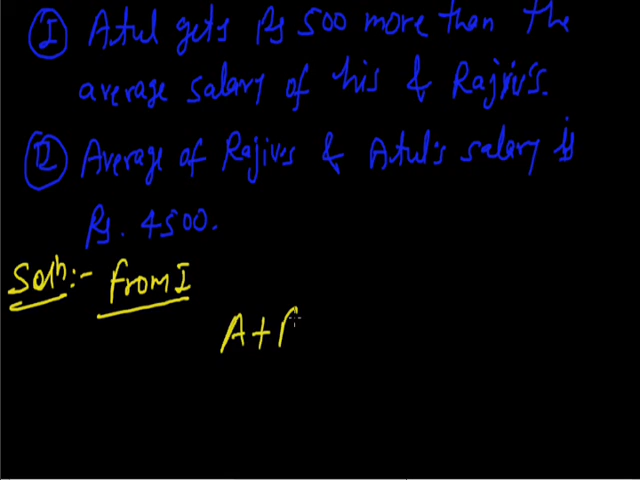 I Atul gets Rs 500 more than the
average salary of his & Rajiv's.
II Average of Rajiv's & Atul's salary is
Rs. 4500.
Soln:- from I
A+